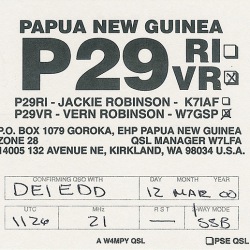 PAPUA NEW GUINEA
P29 RI
VR
P29RI - JACKIE ROBINSON - K7IAF
P29VR - VERN ROBINSON - W7GSP
P.O. BOX 1079 GOROKA, EHP PAPUA NEW GUINEA
ZONE 28 QSL MANAGER W7LFA
14005 132 AVENUE NE, KIRKLAND, WA 98034 U.S.A.
CONFIRMING QSO WITH DAY MONTH YEAR
DE1EDD 12 MAR 00
UTC MHz RST 2-WAY MODE
1126 21 SSB
A W4MPY QSL PSE QSL